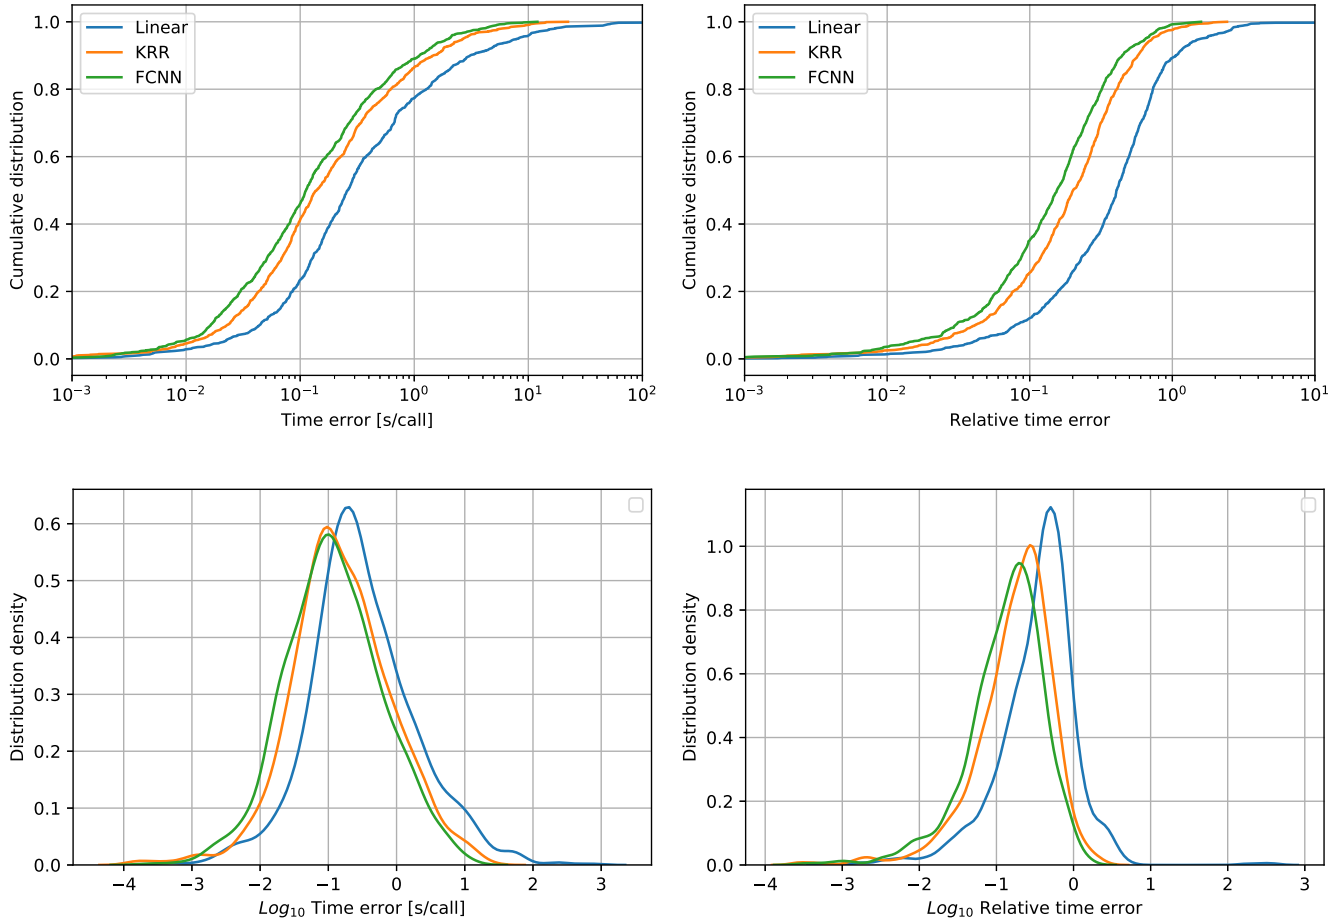 1.0
0.8
0.6
0.4
0.2
0.0
Cumulative distribution
Linear
KRR
FCNN
10⁻³ 10⁻² 10⁻¹ 10⁰ 10¹ 10²
Time error [s/call]
1.0
0.8
0.6
0.4
0.2
0.0
Cumulative distribution
Linear
KRR
FCNN
10⁻³ 10⁻² 10⁻¹ 10⁰ 10¹
Relative time error
0.6
0.5
0.4
0.3
0.2
0.1
0.0
Distribution density
−4 −3 −2 −1 0 1 2 3
Log₁₀ Time error [s/call]
1.0
0.8
0.6
0.4
0.2
0.0
Distribution density
−4 −3 −2 −1 0 1 2 3
Log₁₀ Relative time error